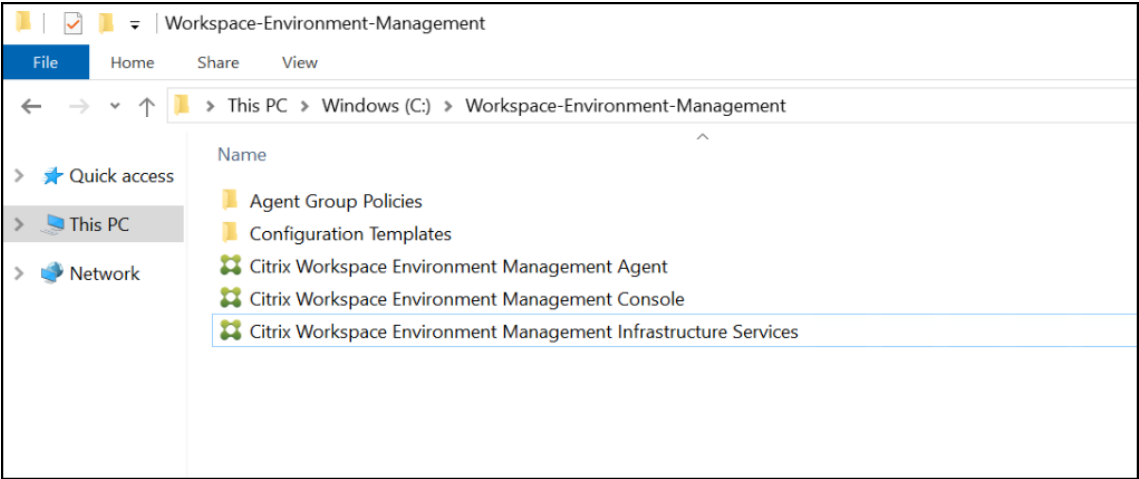 Workspace-Environment-Management
File Home Share View
This PC > Windows (C:) > Workspace-Environment-Management
Name
Quick access
Agent Group Policies
This PC
Configuration Templates
Citrix Workspace Environment Management Agent
Network
Citrix Workspace Environment Management Console
Citrix Workspace Environment Management Infrastructure Services